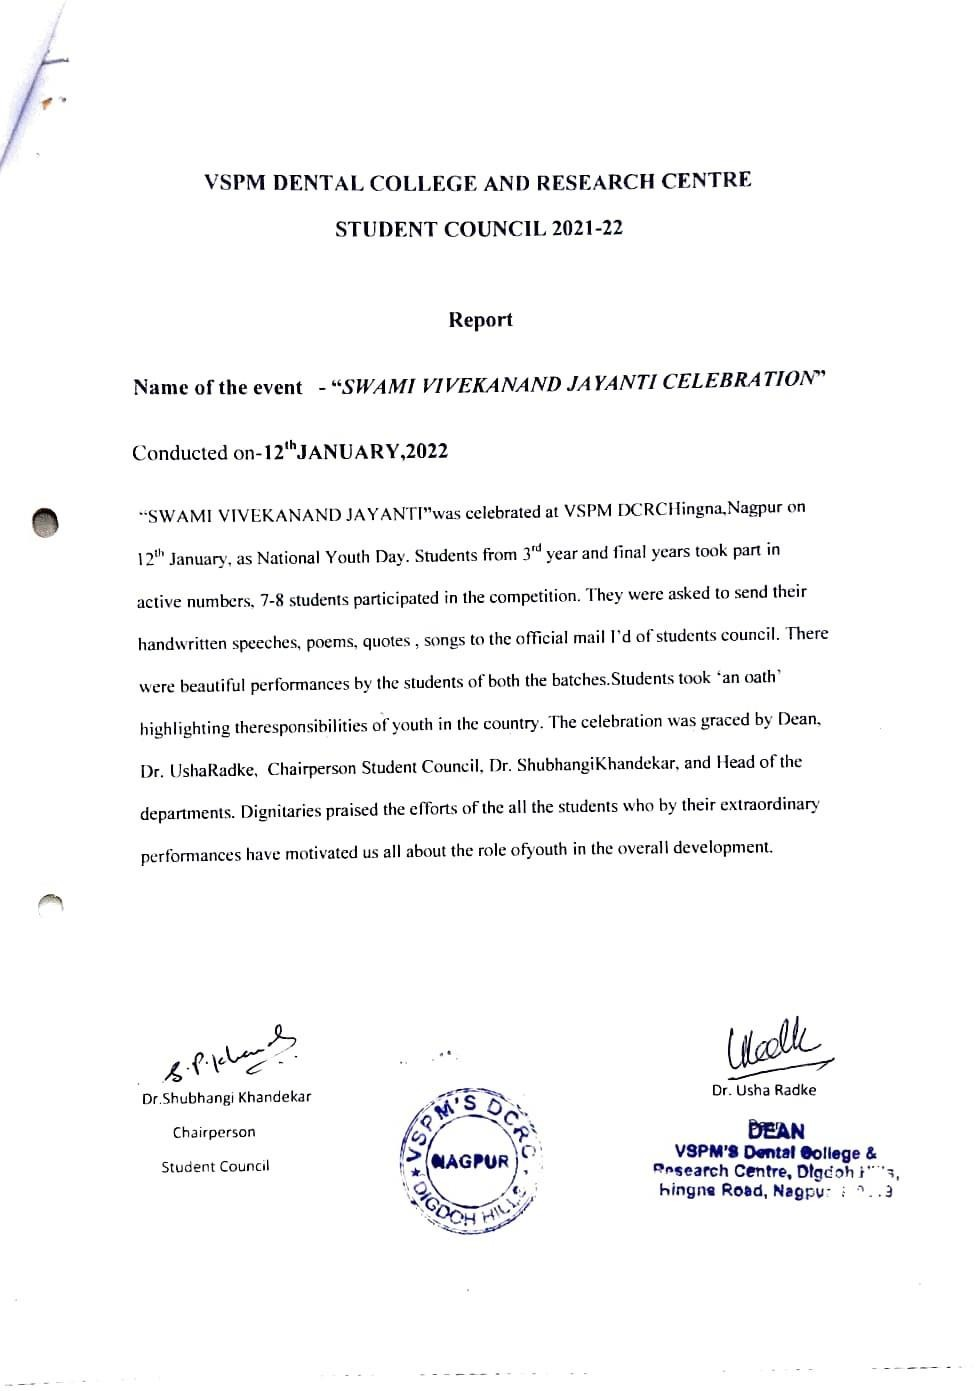 VSPM DENTAL COLLEGE AND RESEARCH CENTRE
STUDENT COUNCIL 2021-22
Report
Name of the event - “SWAMI VIVEKANAND JAYANTI CELEBRATION”
Conducted on-12th JANUARY,2022
“SWAMI VIVEKANAND JAYANTI”was celebrated at VSPM DCRCHingna,Nagpur on
12th January, as National Youth Day. Students from 3rd year and final years took part in
active numbers, 7-8 students participated in the competition. They were asked to send their
handwritten speeches, poems, quotes , songs to the official mail I’d of students council. There
were beautiful performances by the students of both the batches.Students took ‘an oath’
highlighting theresponsibilities of youth in the country. The celebration was graced by Dean,
Dr. UshaRadke, Chairperson Student Council, Dr. ShubhangiKhandekar, and Head of the
departments. Dignitaries praised the efforts of the all the students who by their extraordinary
performances have motivated us all about the role ofyouth in the overall development.
Dr.Shubhangi Khandekar
Chairperson
Student Council
VSPM'S DCRC
NAGPUR
DIGDOH HILLS
Dr. Usha Radke
DEAN
VSPM'S Dental College &
Research Centre, Digdoh
hingna Road, Nagpur